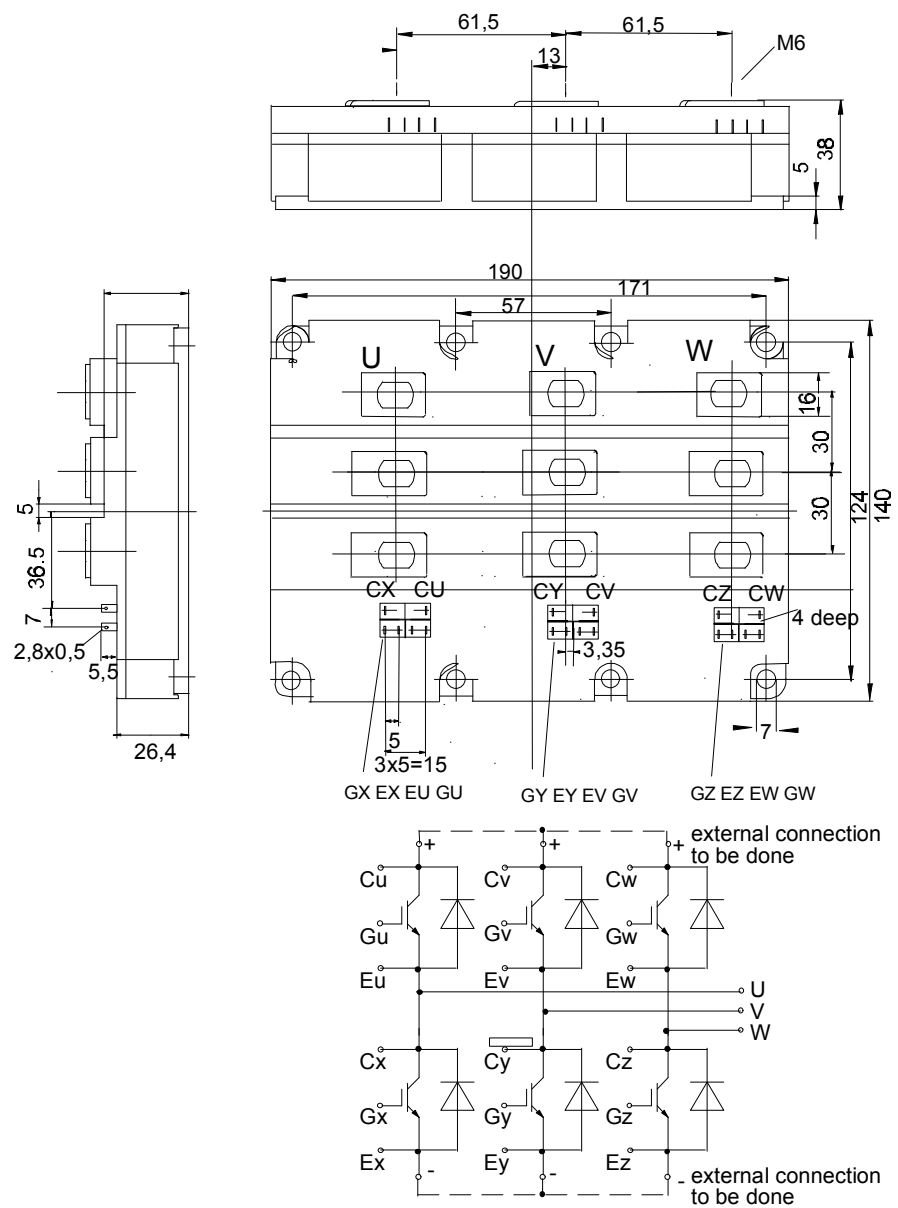 61,5
61,5
M6
13
38
5
190
171
57
U
V
W
16
30
30
124
140
5
36.5
7
2,8x0,5
5,5
26,4
CX CU
CY CV
CZ CW
4 deep
3,35
7
5
3x5=15
GX EX EU GU
GY EY EV GV
GZ EZ EW GW
+
+
+ external connection
to be done
Cu
Cv
Cw
Gu
Gv
Gw
Eu
Ev
Ew
U
V
W
Cx
Cy
Cz
Gx
Gy
Gz
Ex
Ey
Ez
-
-
- external connection
to be done